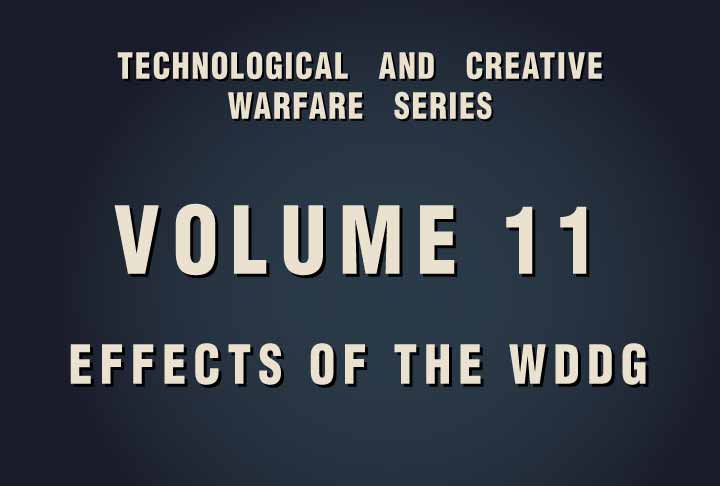 TECHNOLOGICAL AND CREATIVE
WARFARE SERIES
VOLUME 11
EFFECTS OF THE WDDG